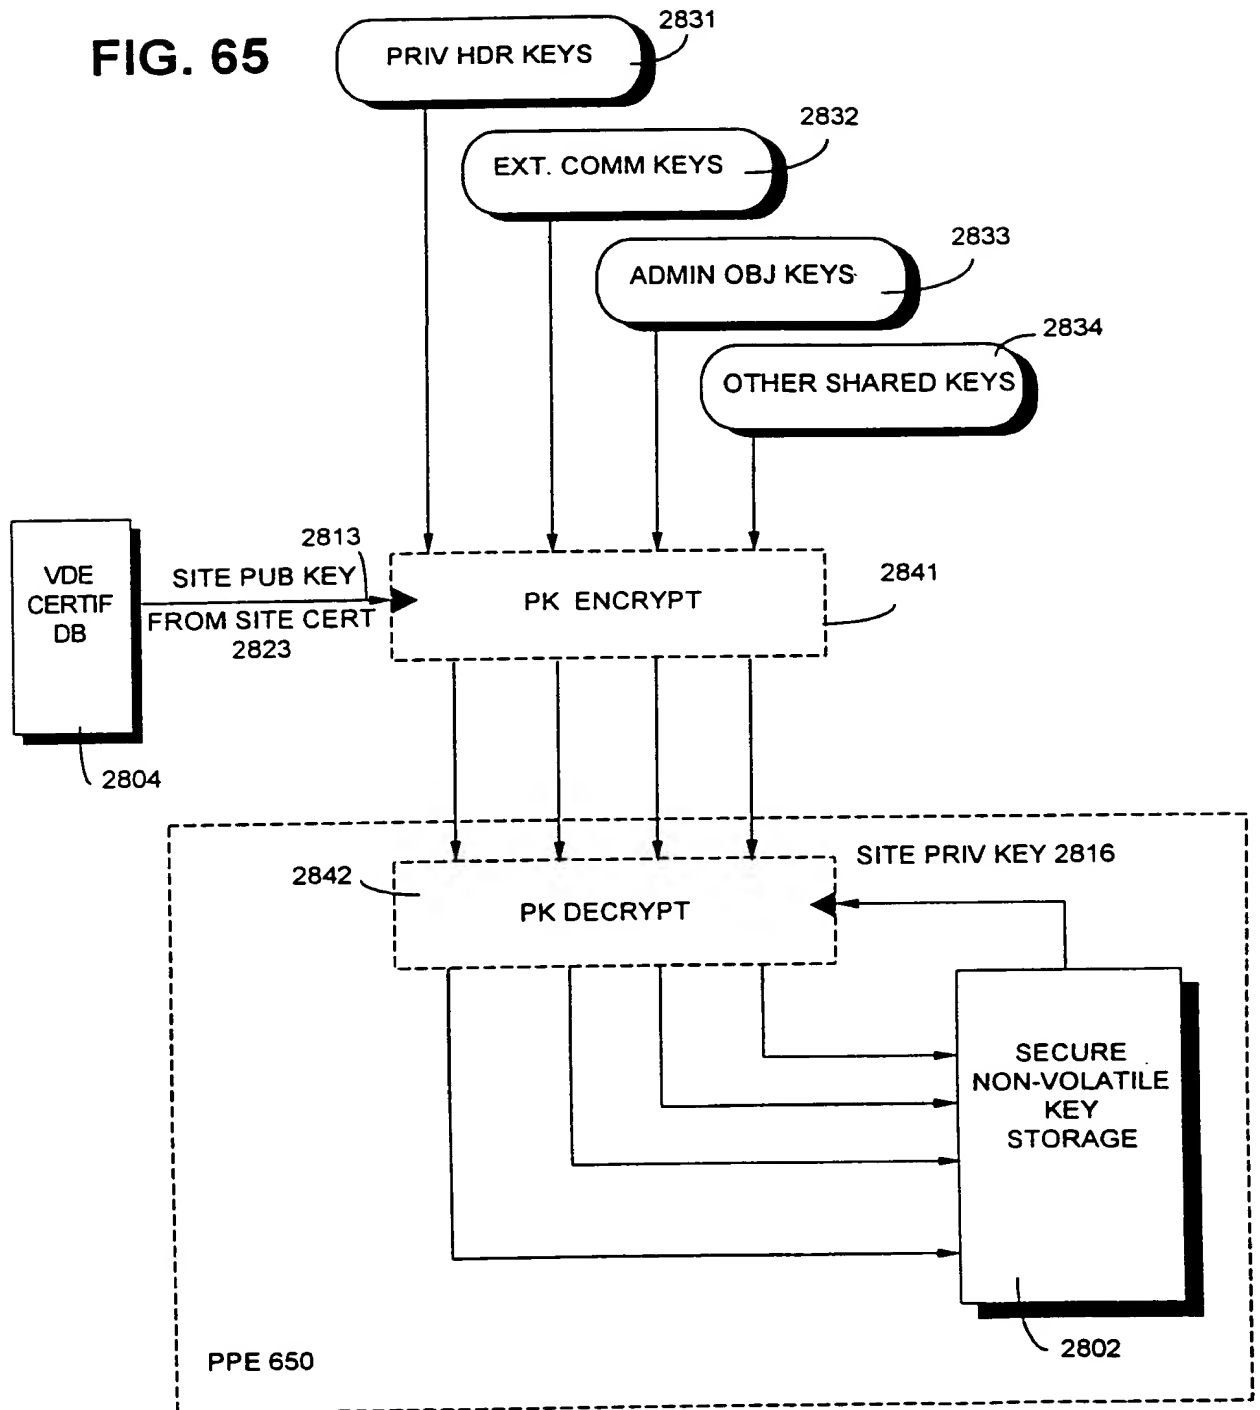 FIG. 65
PRIV HDR KEYS
2831
EXT. COMM KEYS
2832
ADMIN OBJ KEYS
2833
OTHER SHARED KEYS
2834
VDE
CERTIF
DB
2804
2813
SITE PUB KEY
FROM SITE CERT
2823
PK ENCRYPT
2841
2842
PK DECRYPT
SITE PRIV KEY 2816
SECURE
NON-VOLATILE
KEY
STORAGE
2802
PPE 650